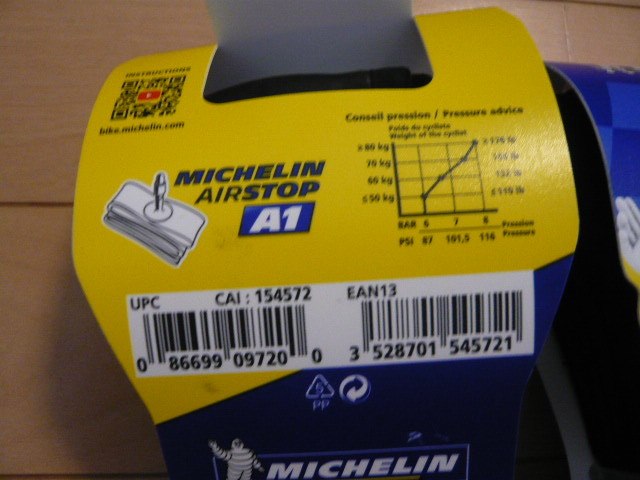 INSTRUCTIONS
bike.michelin.com
MICHELIN
AIRSTOP
A1
Conseil pression / Pressure advice
Poids du cycliste
Weight of the cyclist
≥ 80 kg
70 kg
60 kg
≤ 50 kg
≥ 176 lb
154 lb
132 lb
≤ 110 lb
BAR 6 7 8 Pression
PSI 87 101,5 116 Pressure
UPC CAI : 154572 EAN13
0 86699 09720 0
3 528701 545721
5
PP
MICHELIN